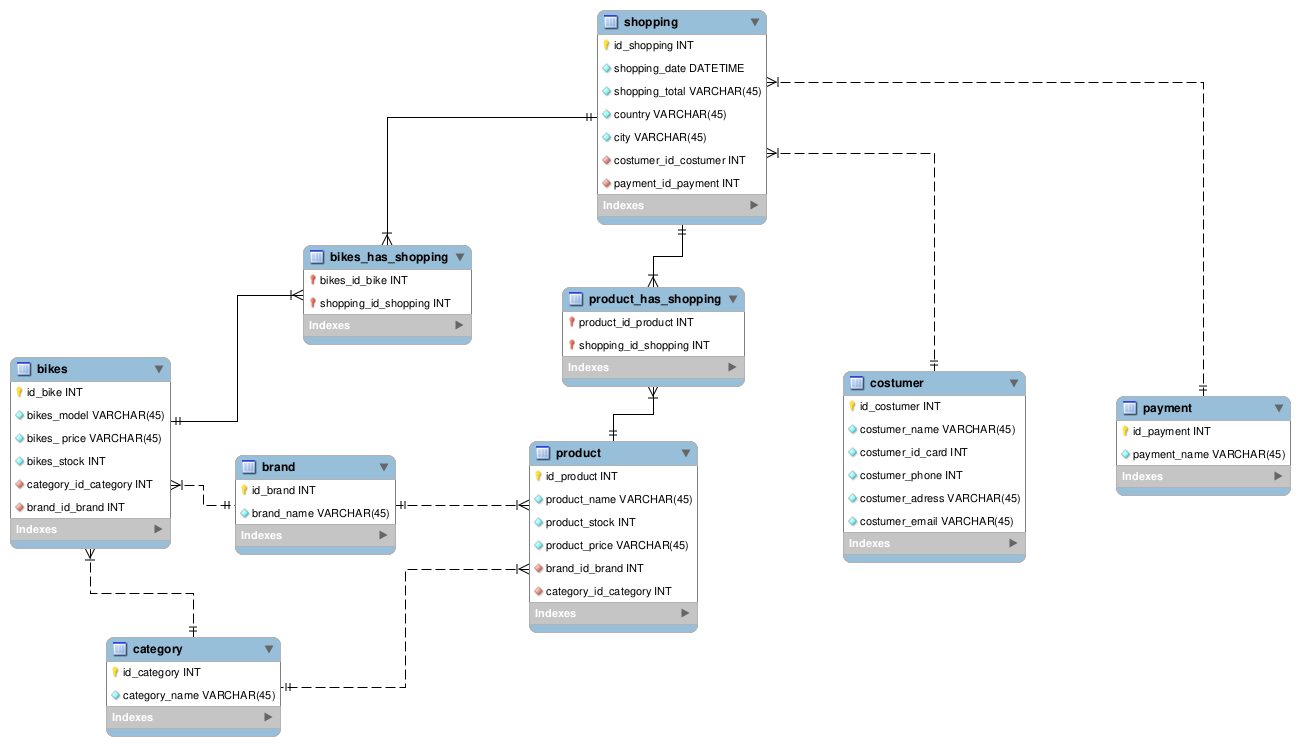 shopping
id_shopping INT
shopping_date DATETIME
shopping_total VARCHAR(45)
country VARCHAR(45)
city VARCHAR(45)
costumer_id_costumer INT
payment_id_payment INT
Indexes
bikes_has_shopping
bikes_id_bike INT
shopping_id_shopping INT
Indexes
product_has_shopping
product_id_product INT
shopping_id_shopping INT
Indexes
bikes
id_bike INT
bikes_model VARCHAR(45)
bikes_ price VARCHAR(45)
bikes_stock INT
category_id_category INT
brand_id_brand INT
Indexes
brand
id_brand INT
brand_name VARCHAR(45)
Indexes
product
id_product INT
product_name VARCHAR(45)
product_stock INT
product_price VARCHAR(45)
brand_id_brand INT
category_id_category INT
Indexes
costumer
id_costumer INT
costumer_name VARCHAR(45)
costumer_id_card INT
costumer_phone INT
costumer_adress VARCHAR(45)
costumer_email VARCHAR(45)
Indexes
payment
id_payment INT
payment_name VARCHAR(45)
Indexes
category
id_category INT
category_name VARCHAR(45)
Indexes